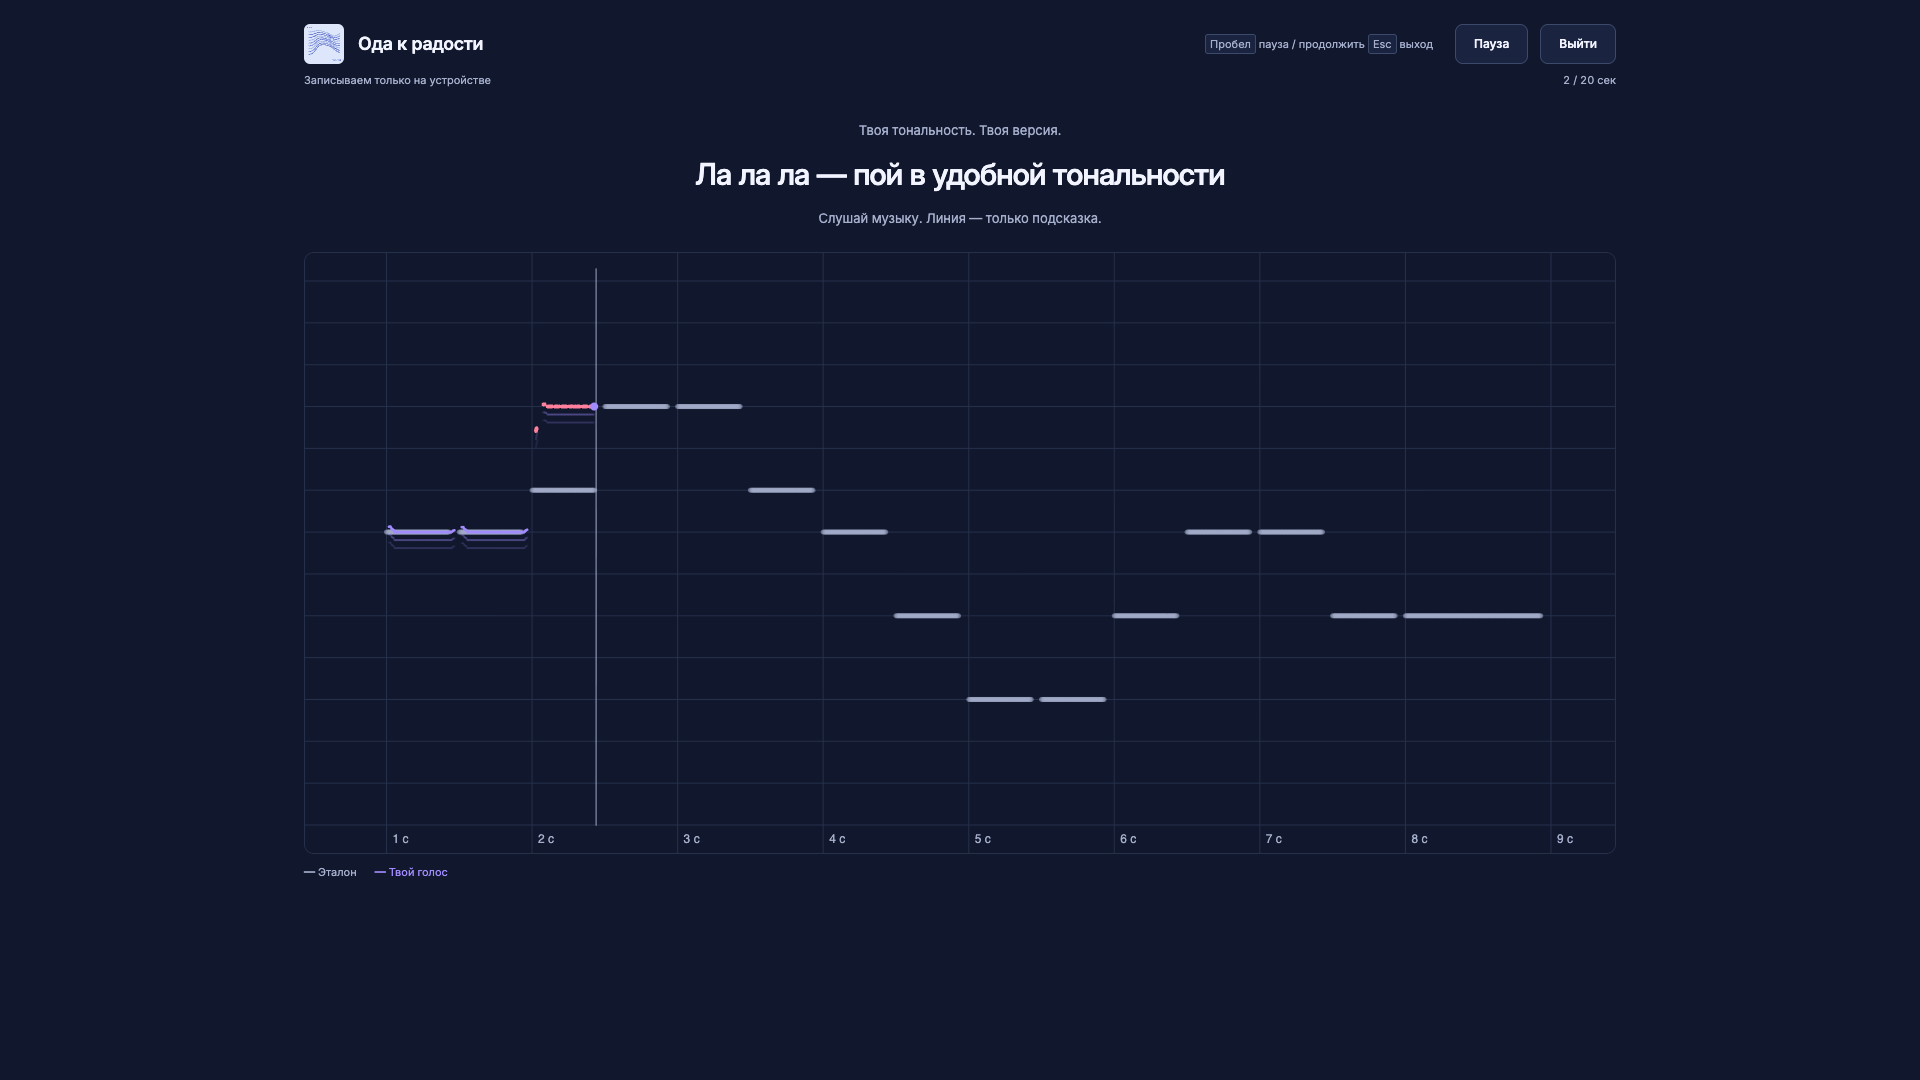 Ода к радости
Пробел пауза / продолжить Esc выход
Пауза
Выйти
Записываем только на устройстве
2 / 20 сек
Твоя тональность. Твоя версия.
Ла ла ла — пой в удобной тональности
Слушай музыку. Линия — только подсказка.
1 с
2 с
3 с
4 с
5 с
6 с
7 с
8 с
9 с
Эталон
Твой голос